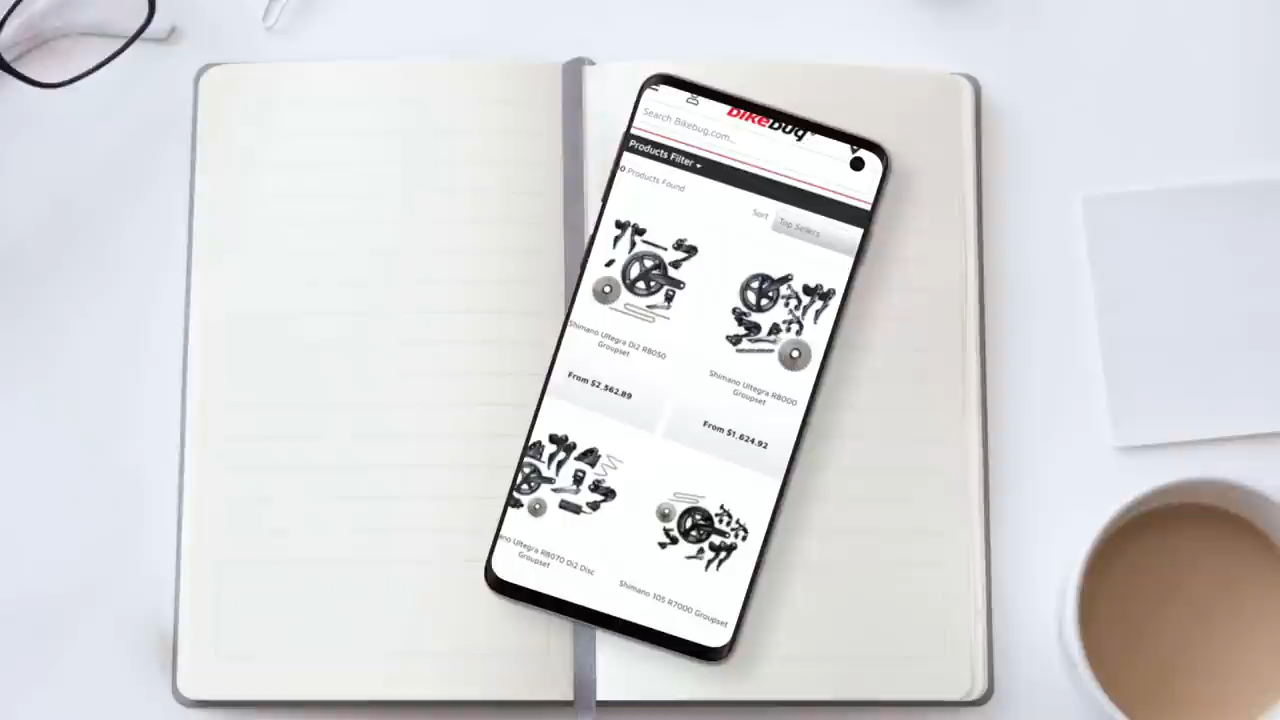 bikebug
Search Bikebug.com...
Products Filter
0 Products Found
Sort
Top Sellers
Shimano Ultegra Di2 R8050
Groupset
From $2,562.89
Shimano Ultegra R8000
Groupset
From $1,624.92
Ultegra R8070 Di2 Disc
Groupset
Shimano 105 R7000 Groupset